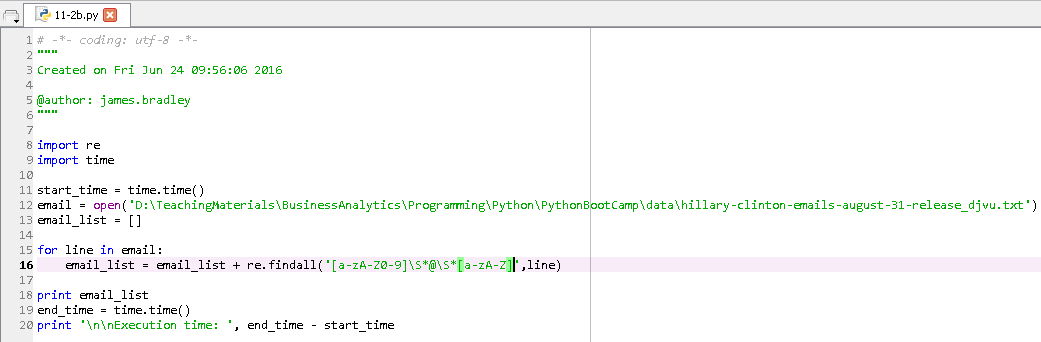 11-2b.py
1 # -*- coding: utf-8 -*-
2 """
3 Created on Fri Jun 24 09:56:06 2016
4
5 @author: james.bradley
6 """
7
8 import re
9 import time
10
11 start_time = time.time()
12 email = open('D:\TeachingMaterials\BusinessAnalytics\Programming\Python\PythonBootCamp\data\hillary-clinton-emails-august-31-release_djvu.txt')
13 email_list = []
14
15 for line in email:
16     email_list = email_list + re.findall('[a-zA-Z0-9]\S*@\S*[a-zA-Z]',line)
17
18 print email_list
19 end_time = time.time()
20 print '\n\nExecution time: ', end_time - start_time